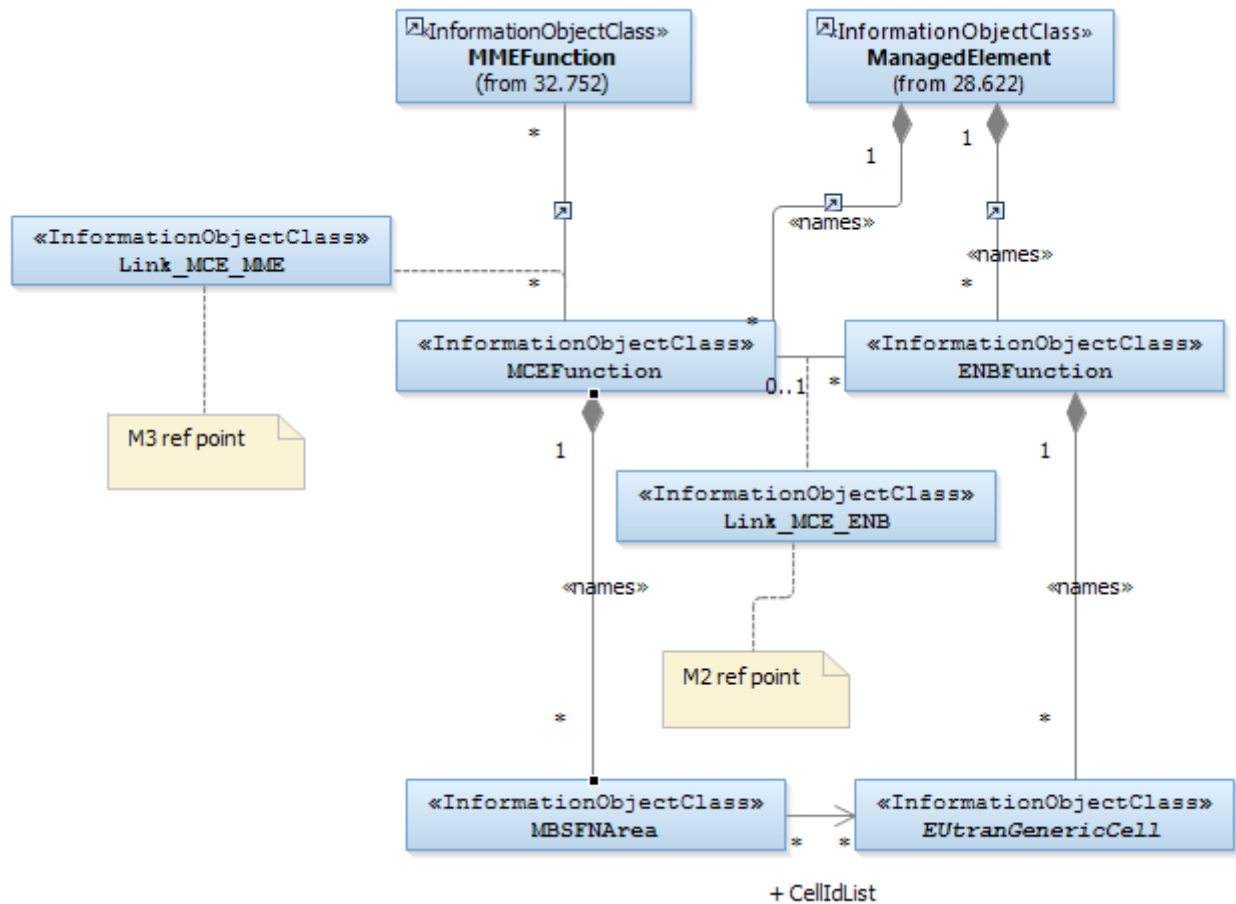 «InformationObjectClass»
MMEFunction
(from 32.752)
«InformationObjectClass»
ManagedElement
(from 28.622)
*
1
1
«names»
«InformationObjectClass»
Link_MCE_MME
«names»
*
*
*
«InformationObjectClass»
MCEFunction
«InformationObjectClass»
ENBFunction
0..1
*
M3 ref point
1
1
«InformationObjectClass»
Link_MCE_ENB
«names»
«names»
M2 ref point
*
*
«InformationObjectClass»
MBSFNArea
«InformationObjectClass»
EUtranGenericCell
*
*
+ CellIdList